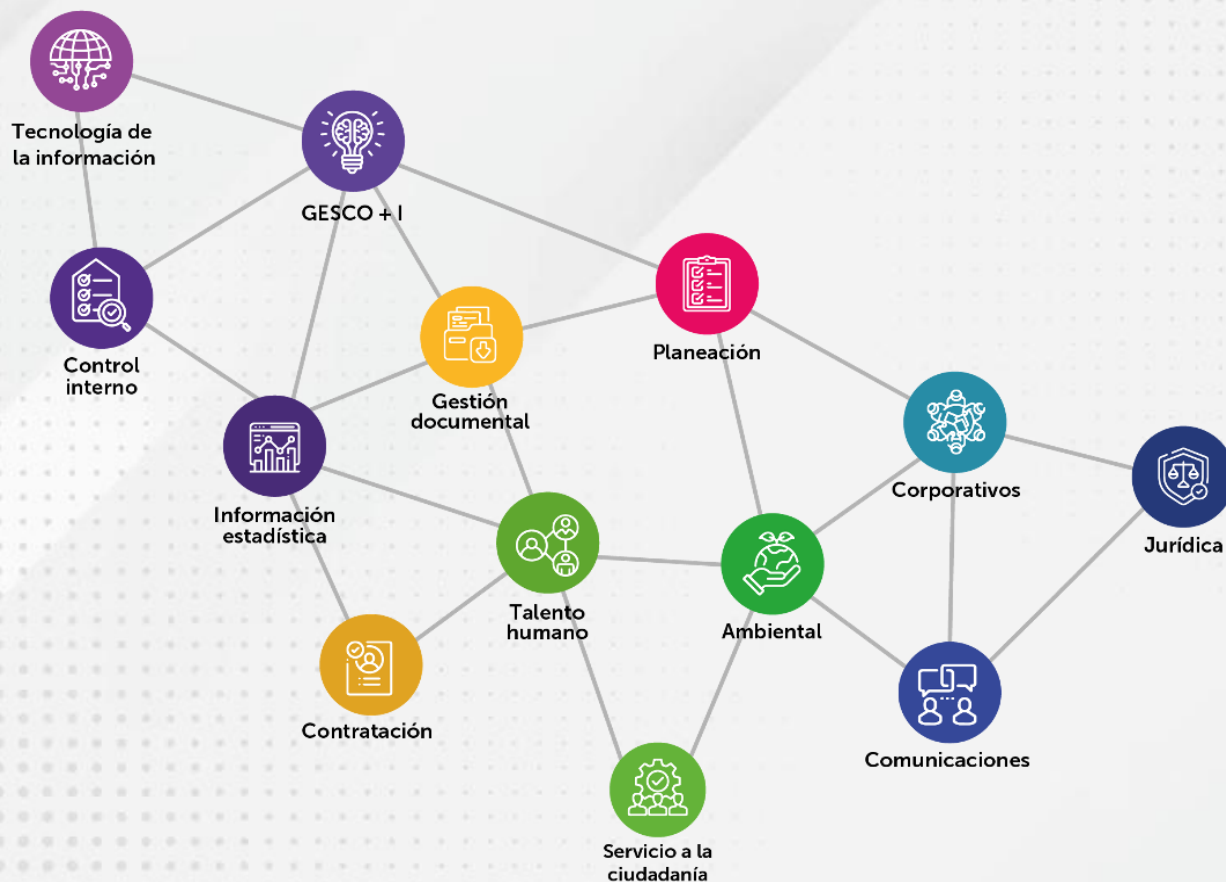 Tecnología de
la información
GESCO + I
Control
interno
Planeación
Gestión
documental
Corporativos
Información
estadística
Jurídica
Talento
humano
Ambiental
Contratación
Comunicaciones
Servicio a la
ciudadanía